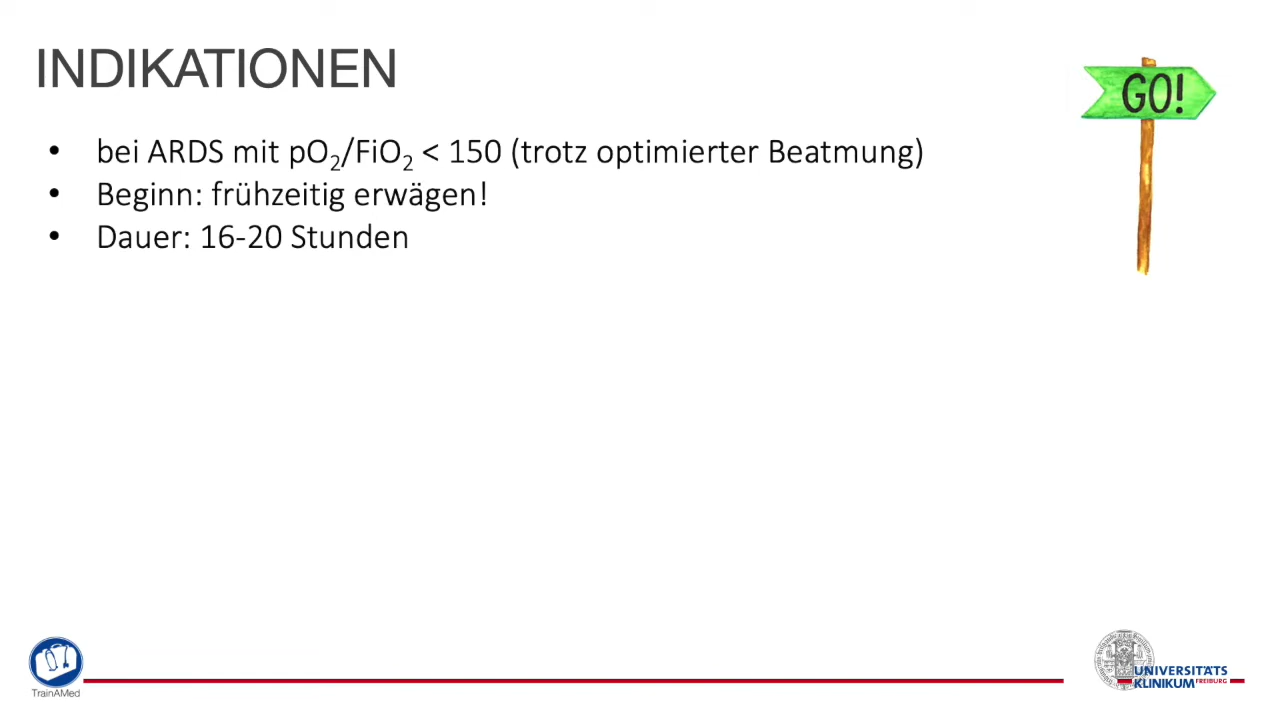 INDIKATIONEN
GO!
• bei ARDS mit pO₂/FiO₂ < 150 (trotz optimierter Beatmung)
• Beginn: frühzeitig erwägen!
• Dauer: 16-20 Stunden
TrainAMed
UNIVERSITÄTS
KLINIKUM FREIBURG